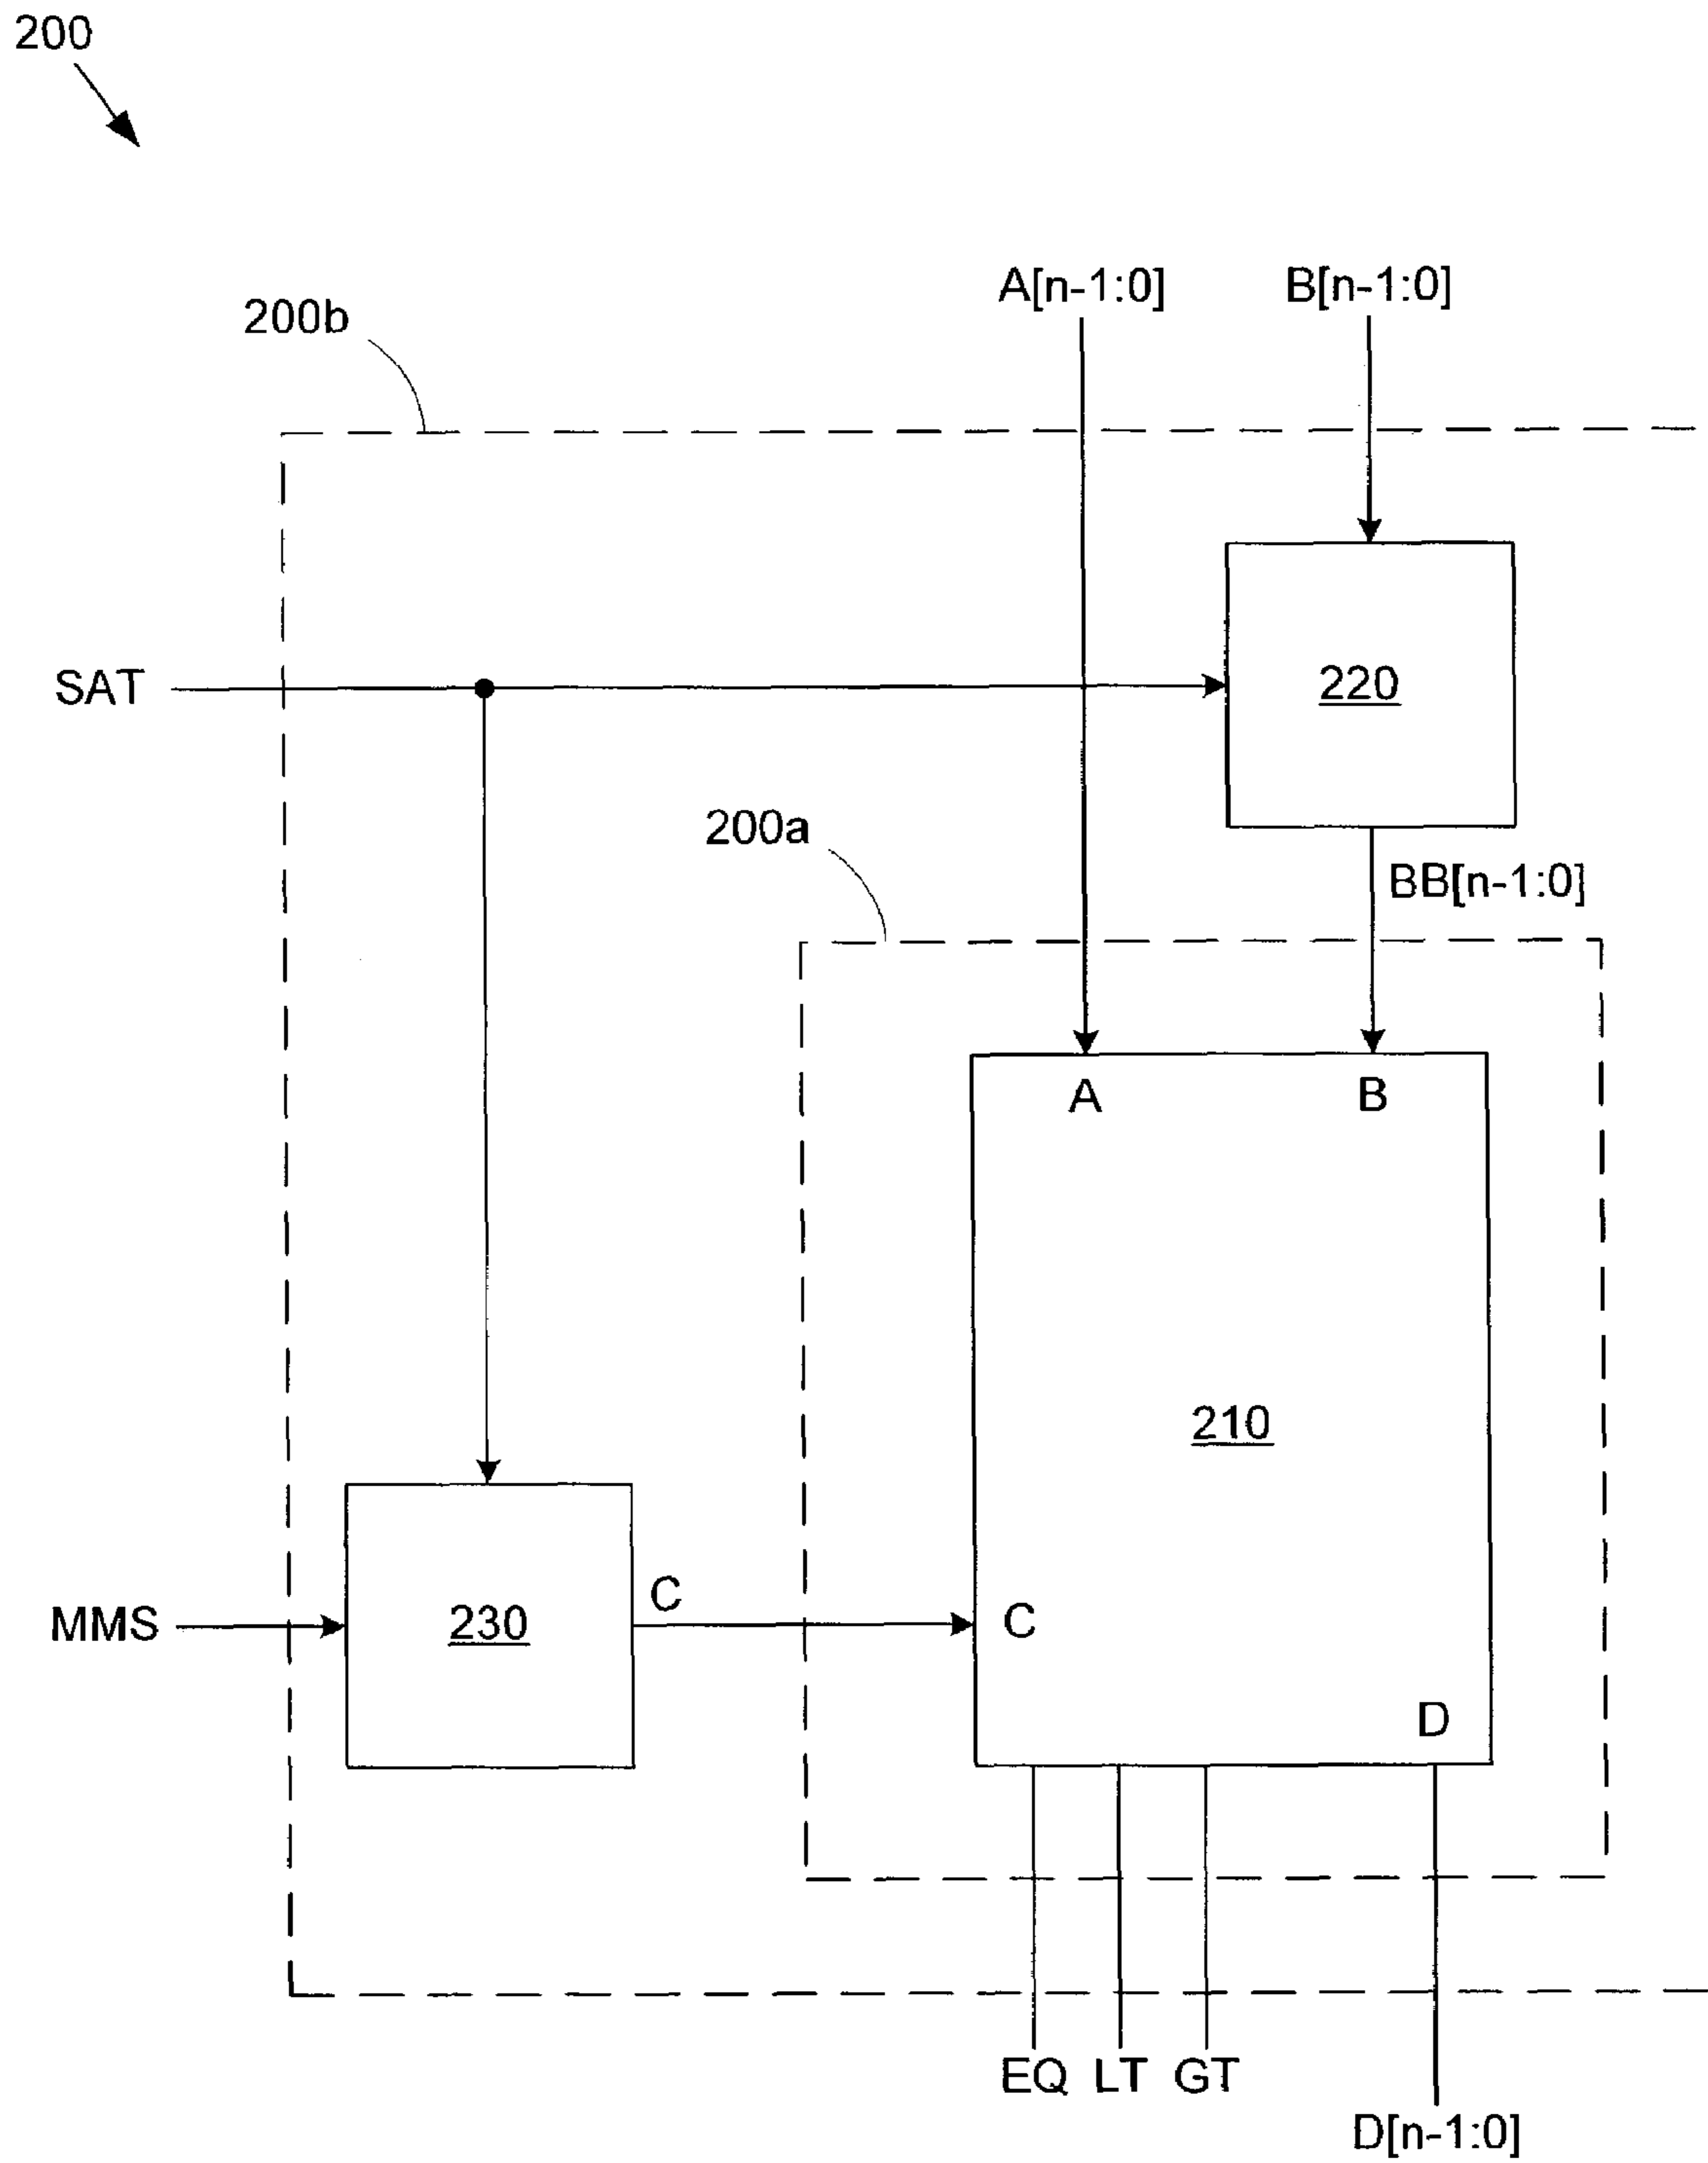 200
A[n-1:0] B[n-1:0]
200b
SAT
220
200a
BB[n-1:0]
A B
210
MMS
230
C
C
D
EQ LT GT
D[n-1:0]